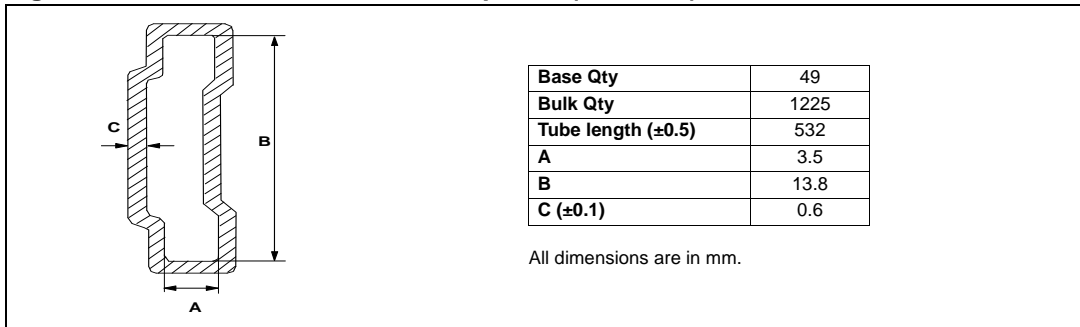 C
B
A
Base Qty 49
Bulk Qty 1225
Tube length (±0.5) 532
A 3.5
B 13.8
C (±0.1) 0.6
All dimensions are in mm.